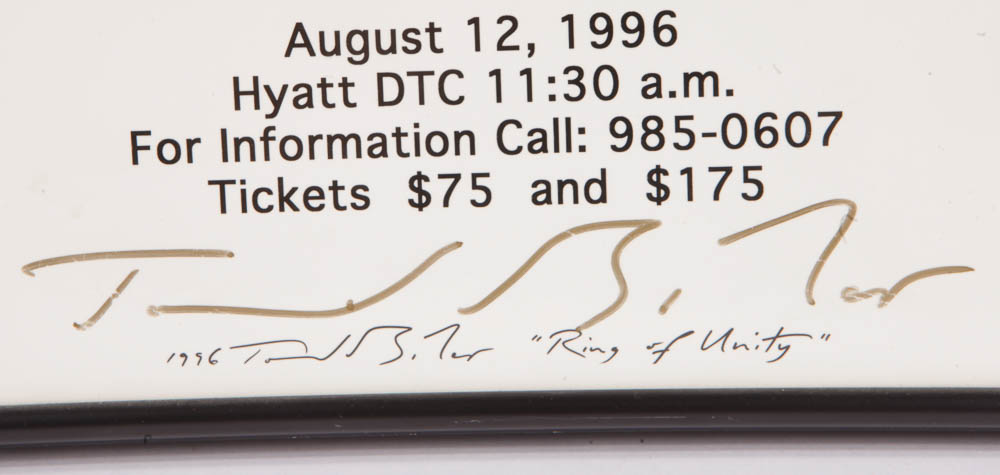 August 12, 1996
Hyatt DTC 11:30 a.m.
For Information Call: 985-0607
Tickets $75 and $175
1996 "Ring of Unity"